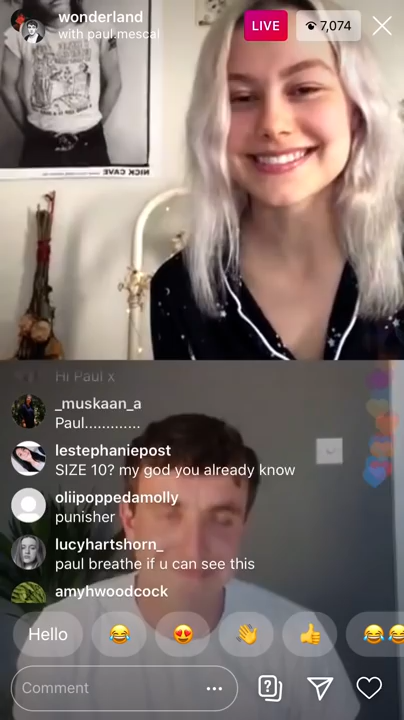 wonderland
with paul.mescal
LIVE
7,074
NICK CAVE
Hi Paul x
_muskaan_a
Paul.............
lestephaniepost
SIZE 10? my god you already know
oliipoppedamolly
punisher
lucyhartshorn_
paul breathe if u can see this
amyhwoodcock
Hello
Comment